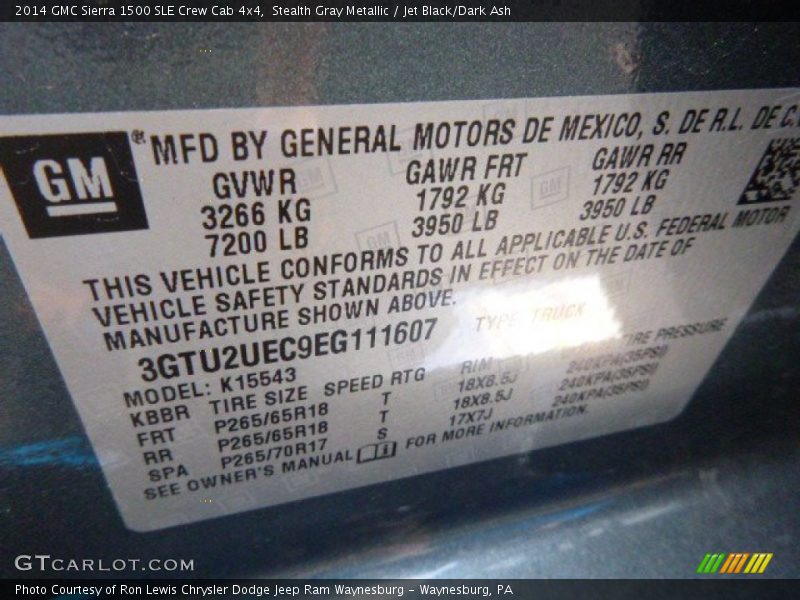 2014 GMC Sierra 1500 SLE Crew Cab 4x4, Stealth Gray Metallic / Jet Black/Dark Ash
GM
® MFD BY GENERAL MOTORS DE MEXICO, S. DE R.L. DE C.
GVWR GAWR FRT GAWR RR
3266 KG 1792 KG 1792 KG
7200 LB 3950 LB 3950 LB
THIS VEHICLE CONFORMS TO ALL APPLICABLE U.S. FEDERAL MOTOR
VEHICLE SAFETY STANDARDS IN EFFECT ON THE DATE OF
MANUFACTURE SHOWN ABOVE.
3GTU2UEC9EG111607 TYPE: TRUCK
MODEL: K15543
KBBR TIRE SIZE SPEED RTG RIM TIRE PRESSURE
FRT P265/65R18 T 18X8.5J 240KPA(35PSI)
RR P265/65R18 T 18X8.5J 240KPA(35PSI)
SPA P265/70R17 S 17X7J 240KPA(35PSI)
SEE OWNER'S MANUAL FOR MORE INFORMATION.
GTCARLOT.COM
Photo Courtesy of Ron Lewis Chrysler Dodge Jeep Ram Waynesburg - Waynesburg, PA